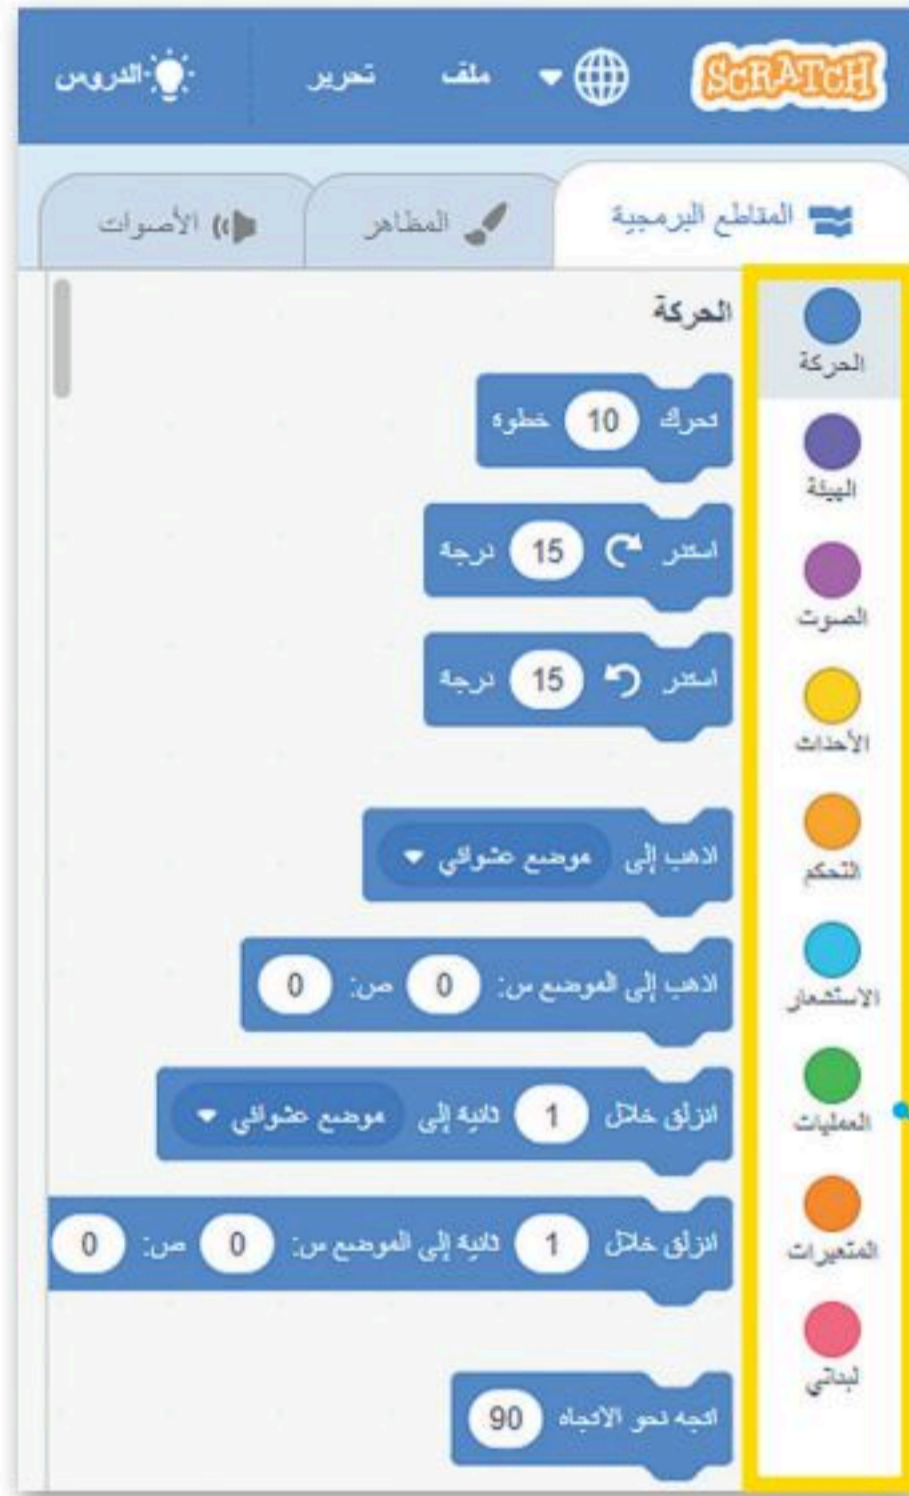 SCRATCH ملف تحرير الدروس
المقاطع البرمجية المظاهر الأصوات
الحركة
الهيئة
الصوت
الأحداث
التحكم
الاستشعار
العمليات
المتغيرات
لبناتي
الحركة
تحرك 10 خطوة
استدر 15 درجة
استدر 15 درجة
اذهب إلى موضع عشوائي
اذهب إلى الموضع س: 0 ص: 0
انزلق خلال 1 ثانية إلى موضع عشوائي
انزلق خلال 1 ثانية إلى الموضع س: 0 ص: 0
اتجه نحو الاتجاه 90